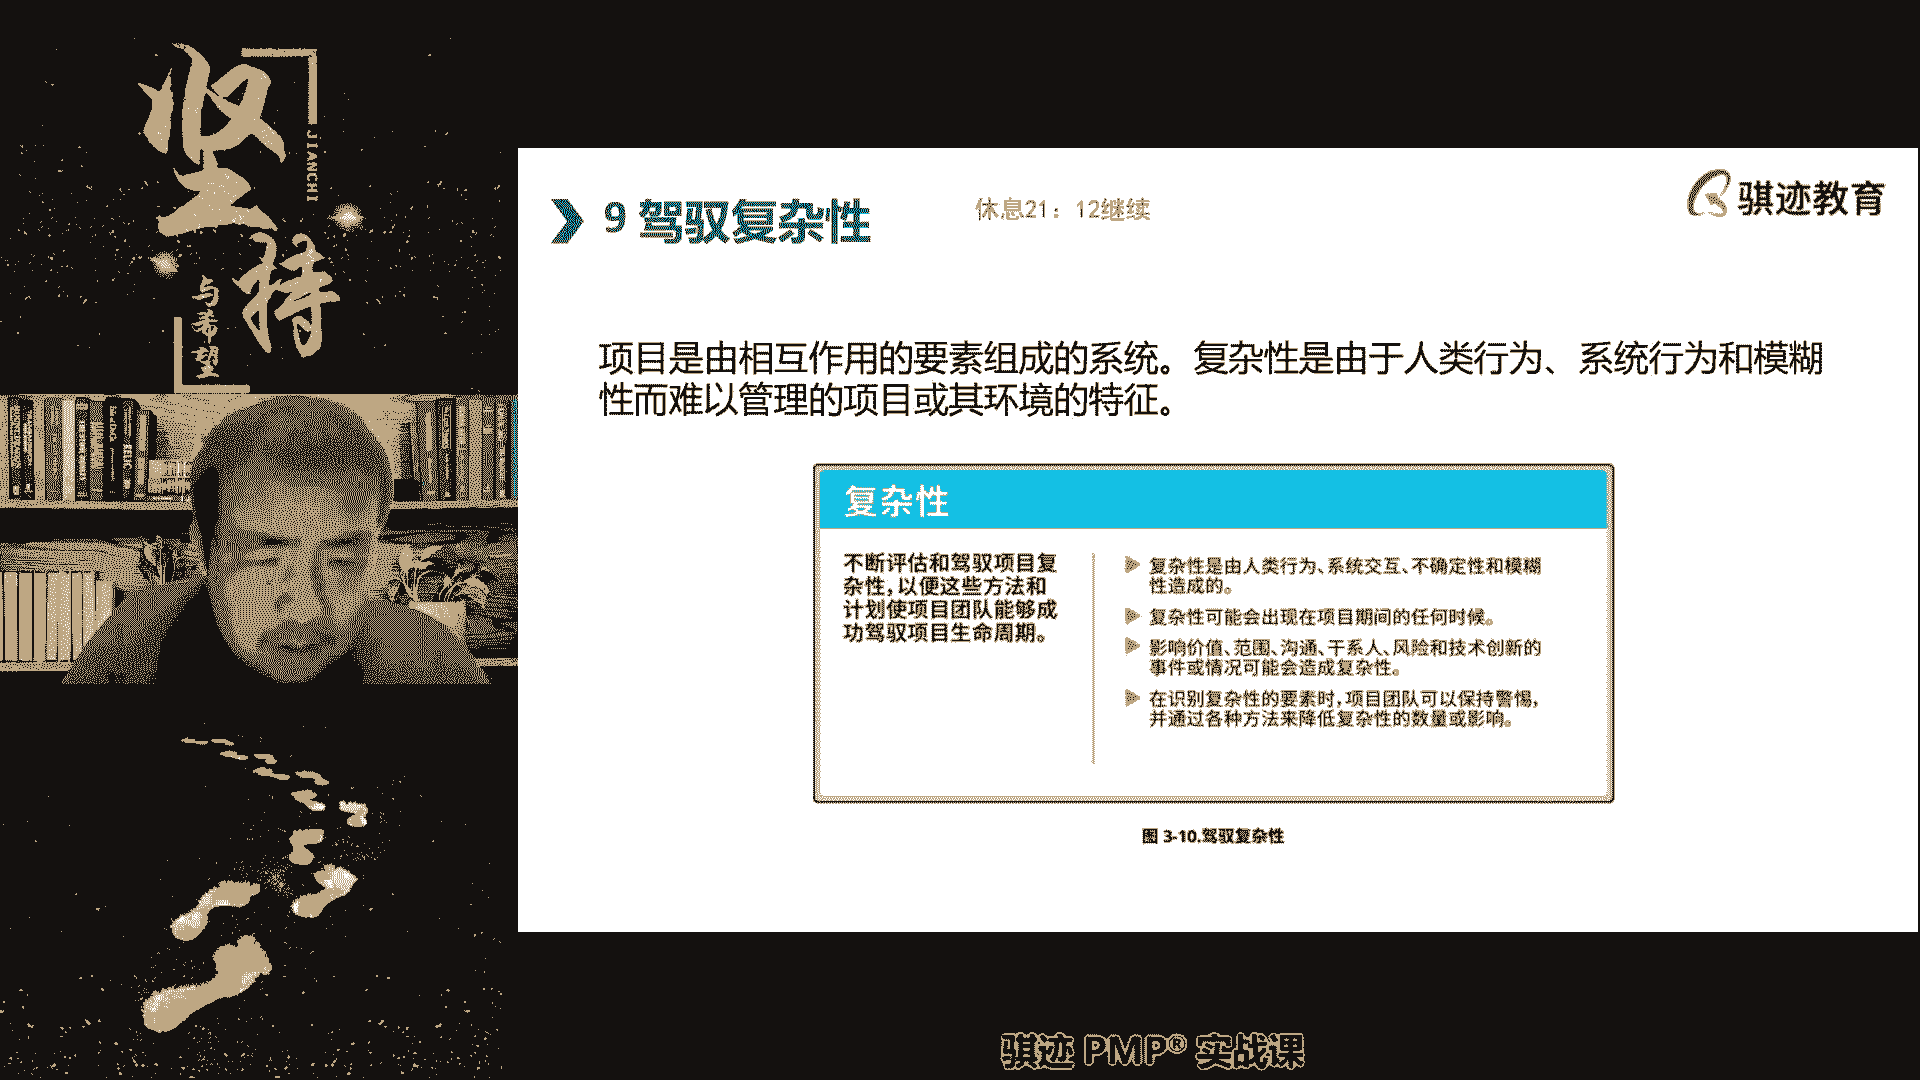 坚持
JIANCHI
与希望
9 驾驭复杂性
休息21：12继续
骐迹教育
项目是由相互作用的要素组成的系统。复杂性是由于人类行为、系统行为和模糊
性而难以管理的项目或其环境的特征。
复杂性
不断评估和驾驭项目复
杂性，以便这些方法和
计划使项目团队能够成
功驾驭项目生命周期。
复杂性是由人类行为、系统交互、不确定性和模糊
性造成的。
复杂性可能会出现在项目期间的任何时候。
影响价值、范围、沟通、干系人、风险和技术创新的
事件或情况可能会造成复杂性。
在识别复杂性的要素时，项目团队可以保持警惕，
并通过各种方法来降低复杂性的数量或影响。
图 3-10.驾驭复杂性
骐迹 PMP® 实战课